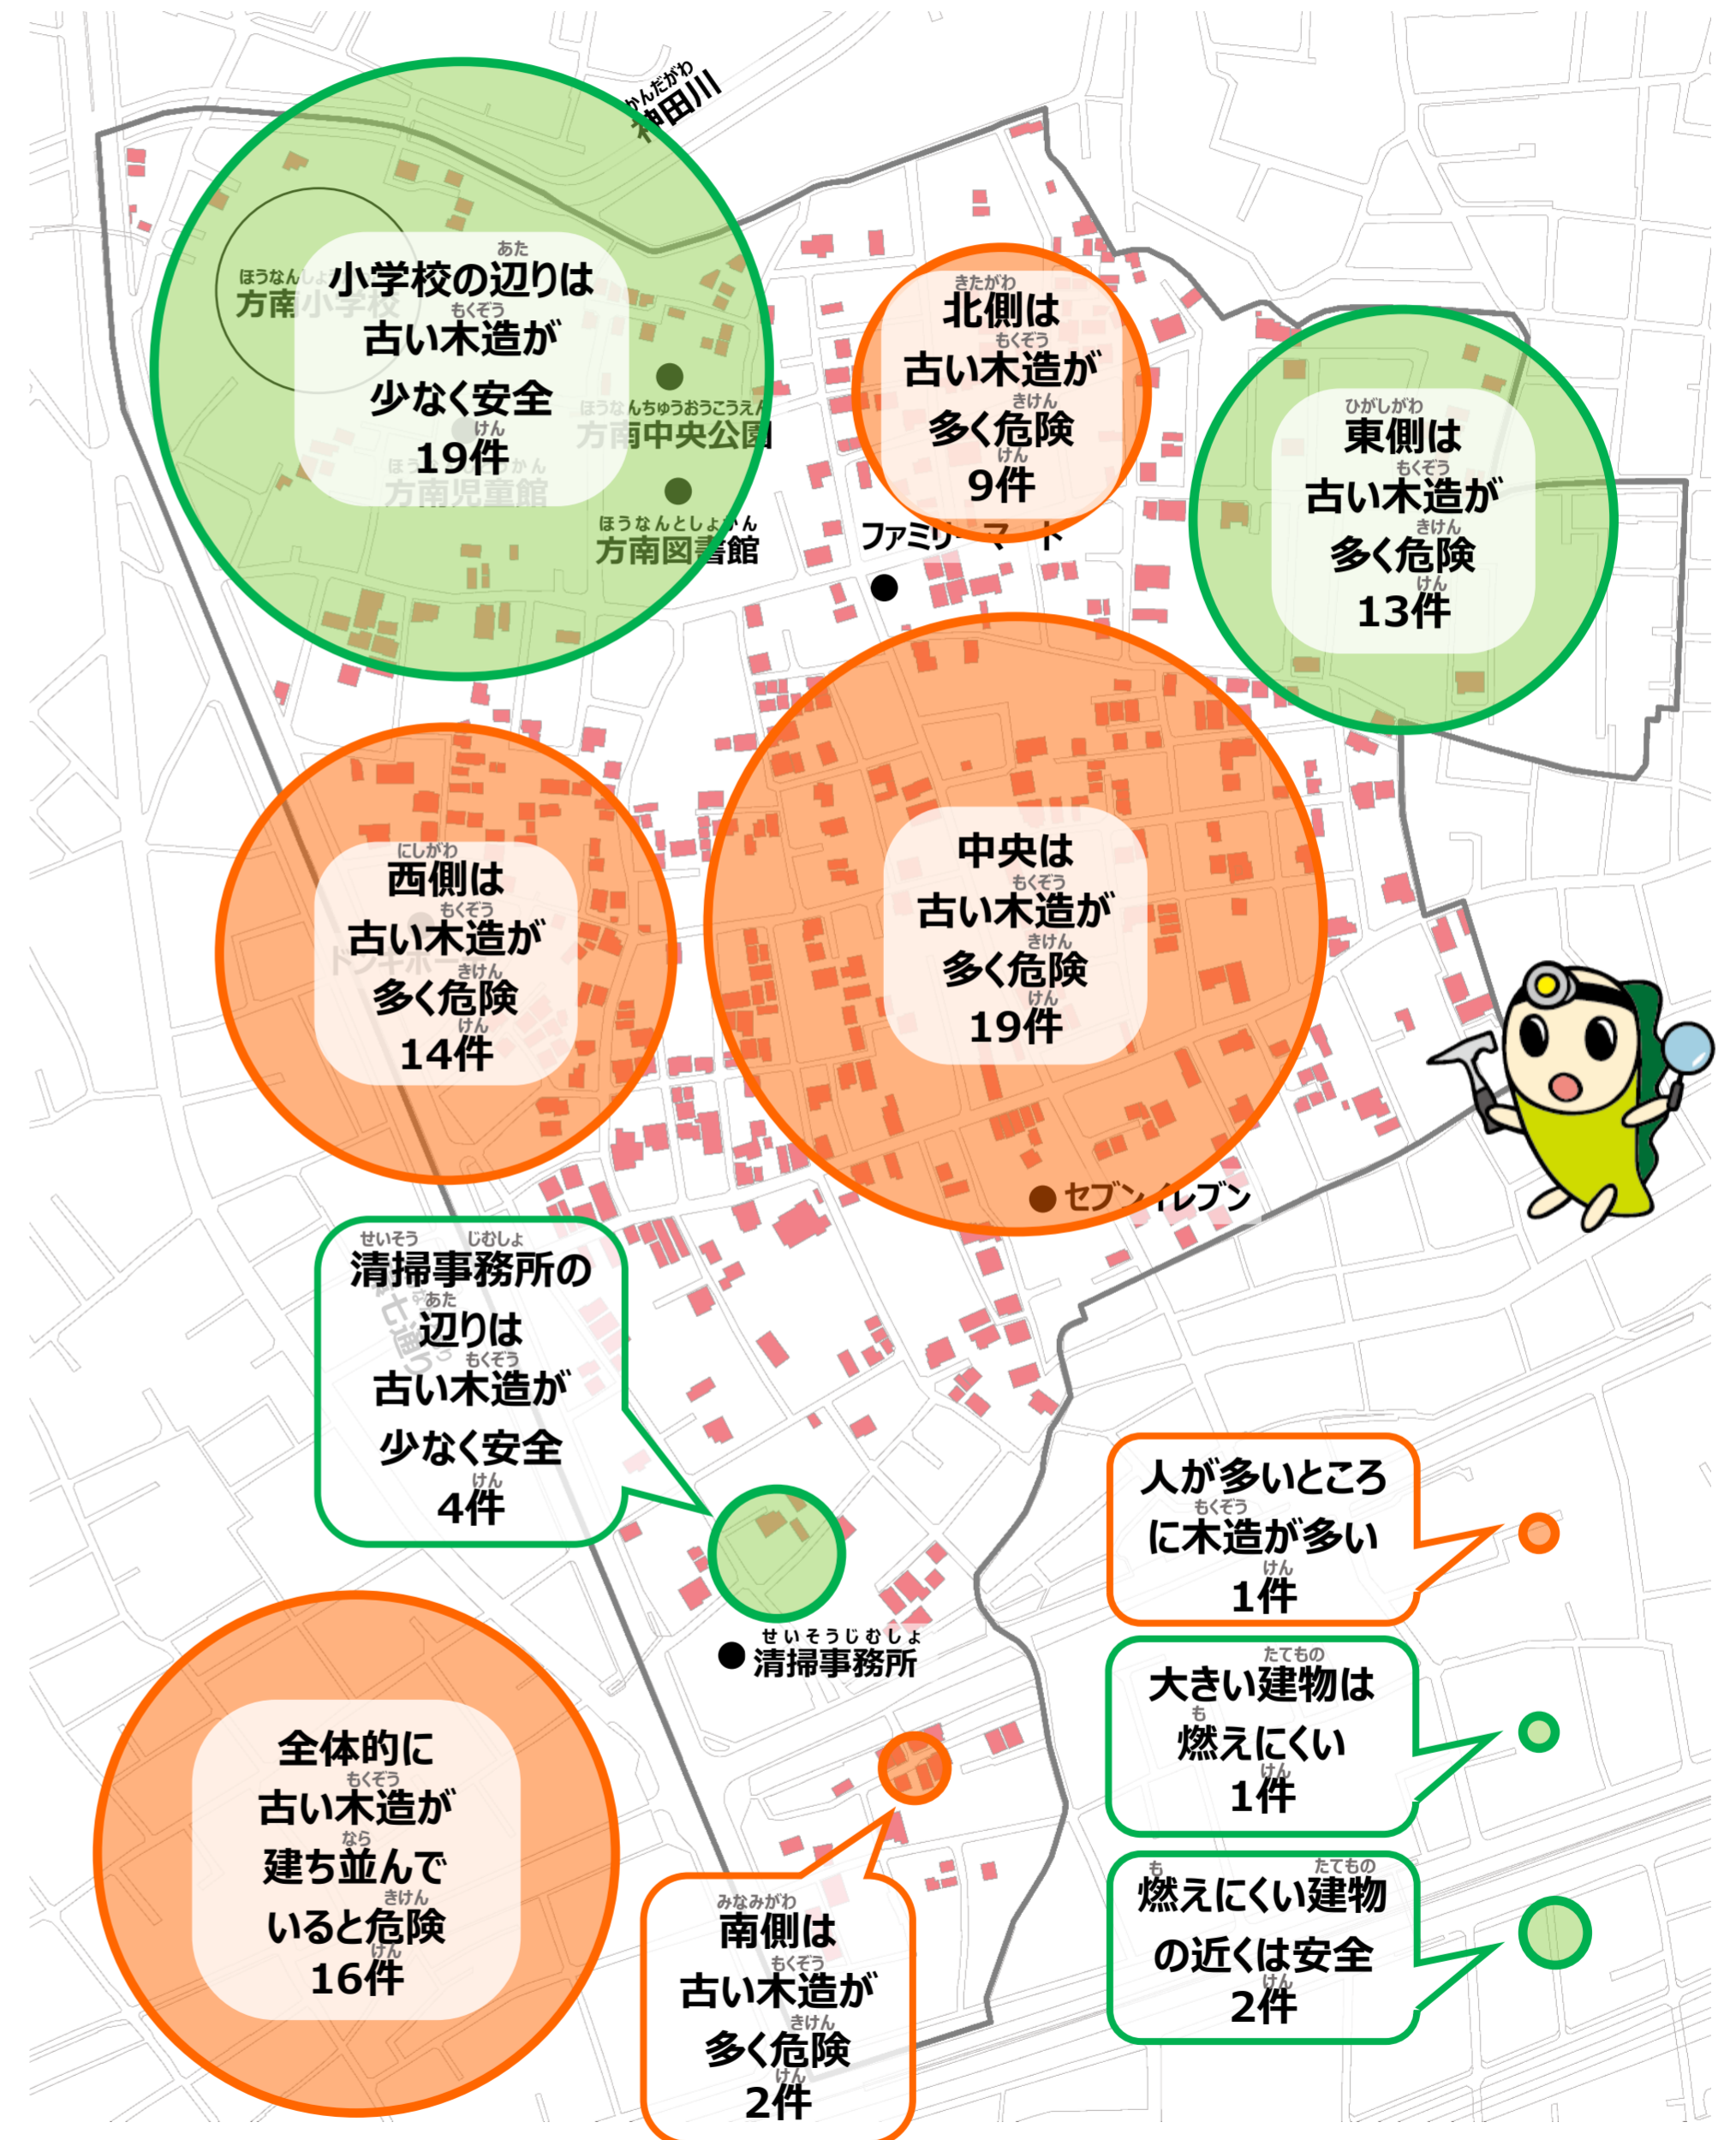 かんだがわ
神田川
ほうなんしょ
方南小学校
あた
小学校の辺りは
もくぞう
古い木造が
少なく安全
けん
19件
ほうなんちゅうおうこうえん
方南中央公園
方南児童館
ほうなんとしょかん
方南図書館
きたがわ
北側は
もくぞう
古い木造が
きけん
多く危険
けん
9件
ファミリーマート
ひがしがわ
東側は
もくぞう
古い木造が
きけん
多く危険
けん
13件
にしがわ
西側は
もくぞう
古い木造が
きけん
多く危険
けん
14件
中央は
もくぞう
古い木造が
きけん
多く危険
けん
19件
セブンイレブン
せいそう じむしょ
清掃事務所の
あた
辺りは
もくぞう
古い木造が
少なく安全
けん
4件
七通り
せいそうじむしょ
清掃事務所
人が多いところ
もくぞう
に木造が多い
けん
1件
たてもの
大きい建物は
も
燃えにくい
けん
1件
も たてもの
燃えにくい建物
の近くは安全
けん
2件
全体的に
もくぞう
古い木造が
なら
建ち並んで
きけん
いると危険
けん
16件
みなみがわ
南側は
もくぞう
古い木造が
きけん
多く危険
けん
2件